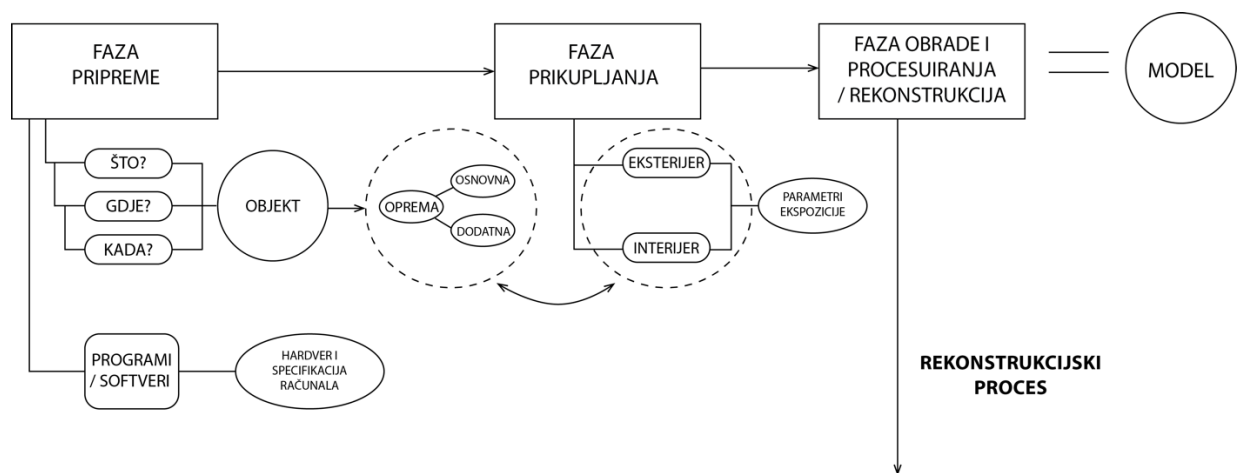 FAZA
PRIPREME
FAZA
PRIKUPLJANJA
FAZA OBRADE I
PROCESUIRANJA
/ REKONSTRUKCIJA
MODEL
ŠTO?
GDJE?
KADA?
OBJEKT
OPREMA
OSNOVNA
DODATNA
EKSTERIJER
INTERIJER
PARAMETRI
EKSPOZICIJE
PROGRAMI
/ SOFTVERI
HARDVER I
SPECIFIKACIJA
RAČUNALA
REKONSTRUKCIJSKI
PROCES